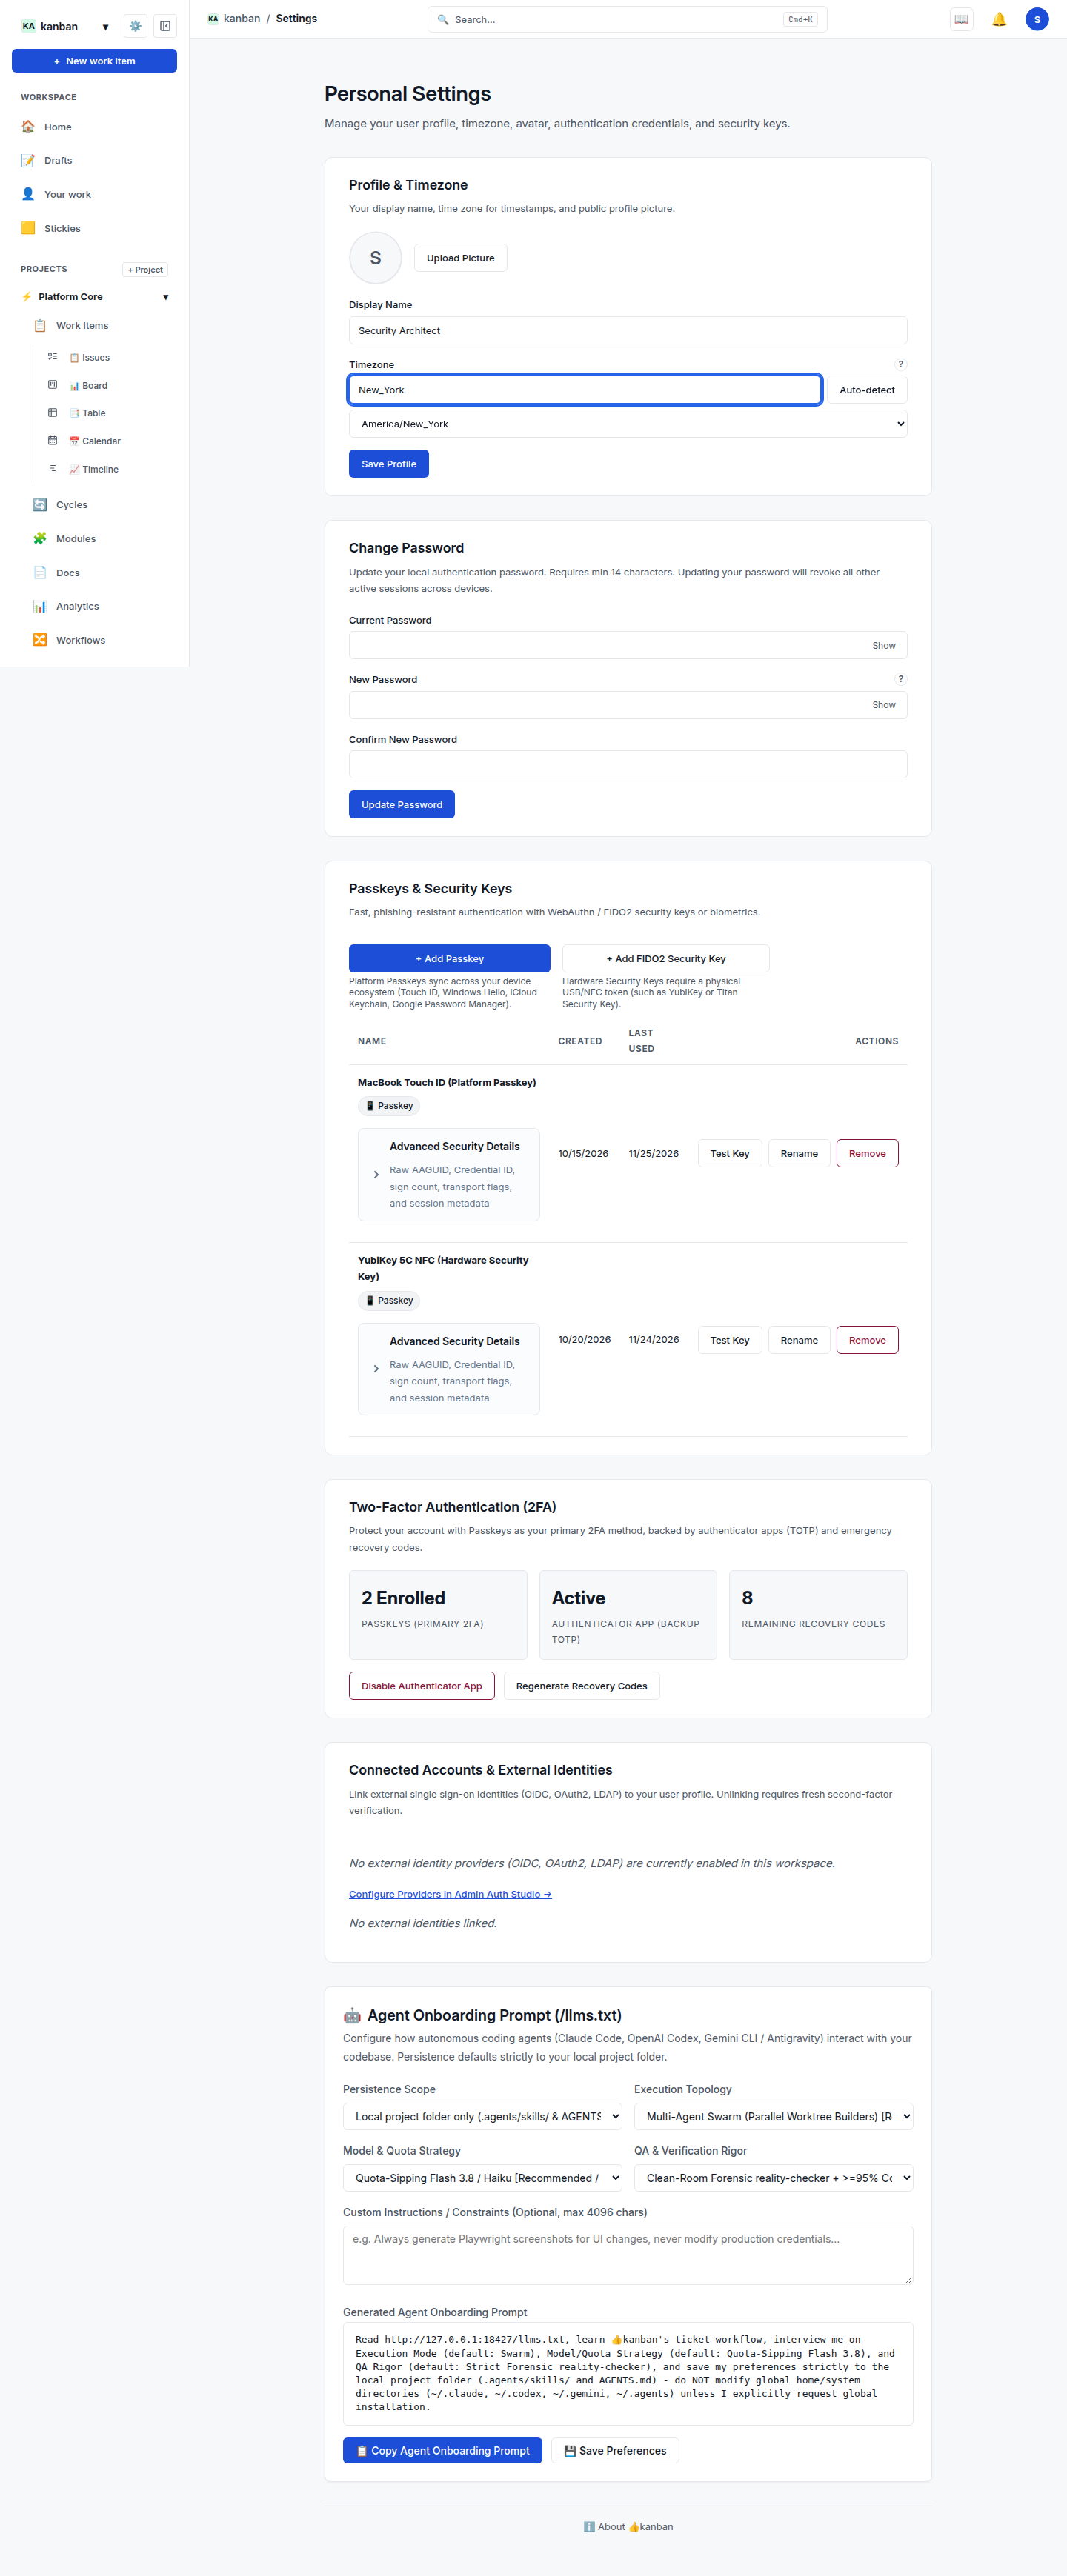 KA kanban ▾ ⚙️
+ New work item
WORKSPACE
🏠 Home
📝 Drafts
👤 Your work
🟨 Stickies
PROJECTS + Project
⚡ Platform Core ▾
📋 Work Items
📋 Issues
📊 Board
📑 Table
📅 Calendar
📈 Timeline
🔄 Cycles
🧩 Modules
📄 Docs
📊 Analytics
🔀 Workflows
KA kanban / Settings
🔍 Search... Cmd+K
📖 🔔 S
Personal Settings
Manage your user profile, timezone, avatar, authentication credentials, and security keys.
Profile & Timezone
Your display name, time zone for timestamps, and public profile picture.
S Upload Picture
Display Name
Security Architect
Timezone ?
New_York Auto-detect
America/New_York
Save Profile
Change Password
Update your local authentication password. Requires min 14 characters. Updating your password will revoke all other
active sessions across devices.
Current Password
Show
New Password ?
Show
Confirm New Password
Update Password
Passkeys & Security Keys
Fast, phishing-resistant authentication with WebAuthn / FIDO2 security keys or biometrics.
+ Add Passkey
Platform Passkeys sync across your device
ecosystem (Touch ID, Windows Hello, iCloud
Keychain, Google Password Manager).
+ Add FIDO2 Security Key
Hardware Security Keys require a physical
USB/NFC token (such as YubiKey or Titan
Security Key).
NAME CREATED LAST USED ACTIONS
MacBook Touch ID (Platform Passkey)
📱 Passkey
Advanced Security Details
Raw AAGUID, Credential ID,
sign count, transport flags,
and session metadata
10/15/2026 11/25/2026 Test Key Rename Remove
YubiKey 5C NFC (Hardware Security
Key)
📱 Passkey
Advanced Security Details
Raw AAGUID, Credential ID,
sign count, transport flags,
and session metadata
10/20/2026 11/24/2026 Test Key Rename Remove
Two-Factor Authentication (2FA)
Protect your account with Passkeys as your primary 2FA method, backed by authenticator apps (TOTP) and emergency
recovery codes.
2 Enrolled
PASSKEYS (PRIMARY 2FA)
Active
AUTHENTICATOR APP (BACKUP
TOTP)
8
REMAINING RECOVERY CODES
Disable Authenticator App Regenerate Recovery Codes
Connected Accounts & External Identities
Link external single sign-on identities (OIDC, OAuth2, LDAP) to your user profile. Unlinking requires fresh second-factor
verification.
No external identity providers (OIDC, OAuth2, LDAP) are currently enabled in this workspace.
Configure Providers in Admin Auth Studio →
No external identities linked.
🤖 Agent Onboarding Prompt (/llms.txt)
Configure how autonomous coding agents (Claude Code, OpenAI Codex, Gemini CLI / Antigravity) interact with your
codebase. Persistence defaults strictly to your local project folder.
Persistence Scope Execution Topology
Local project folder only (.agents/skills/ & AGENTS Multi-Agent Swarm (Parallel Worktree Builders) [R
Model & Quota Strategy QA & Verification Rigor
Quota-Sipping Flash 3.8 / Haiku [Recommended / Clean-Room Forensic reality-checker + >=95% Co
Custom Instructions / Constraints (Optional, max 4096 chars)
e.g. Always generate Playwright screenshots for UI changes, never modify production credentials...
Generated Agent Onboarding Prompt
Read http://127.0.0.1:18427/llms.txt, learn 👍kanban's ticket workflow, interview me on
Execution Mode (default: Swarm), Model/Quota Strategy (default: Quota-Sipping Flash 3.8), and
QA Rigor (default: Strict Forensic reality-checker), and save my preferences strictly to the
local project folder (.agents/skills/ and AGENTS.md) - do NOT modify global home/system
directories (~/.claude, ~/.codex, ~/.gemini, ~/.agents) unless I explicitly request global
installation.
📋 Copy Agent Onboarding Prompt 💾 Save Preferences
ℹ️ About 👍kanban